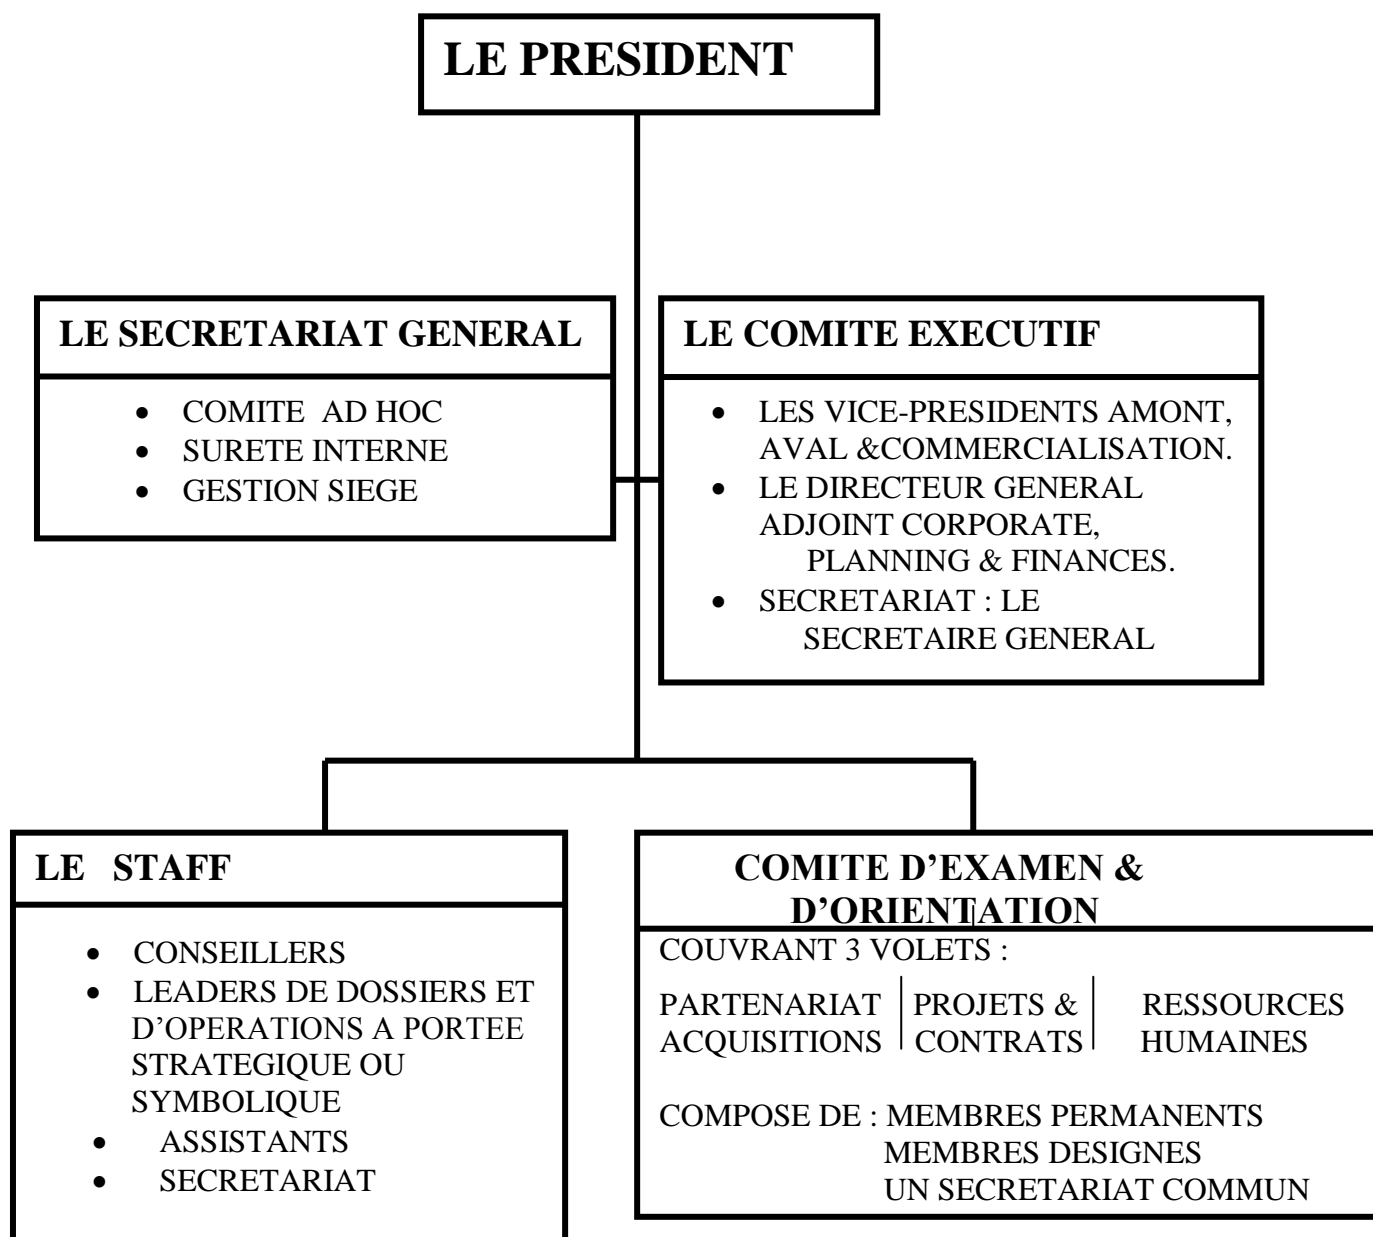 LE PRESIDENT
LE SECRETARIAT GENERAL
• COMITE AD HOC
• SURETE INTERNE
• GESTION SIEGE
LE COMITE EXECUTIF
• LES VICE-PRESIDENTS AMONT,
AVAL &COMMERCIALISATION.
• LE DIRECTEUR GENERAL
ADJOINT CORPORATE,
PLANNING & FINANCES.
• SECRETARIAT : LE
SECRETAIRE GENERAL
LE STAFF
• CONSEILLERS
• LEADERS DE DOSSIERS ET
D’OPERATIONS A PORTEE
STRATEGIQUE OU
SYMBOLIQUE
• ASSISTANTS
• SECRETARIAT
COMITE D’EXAMEN &
D’ORIENTATION
COUVRANT 3 VOLETS :
PARTENARIAT PROJETS & RESSOURCES
ACQUISITIONS CONTRATS HUMAINES
COMPOSE DE : MEMBRES PERMANENTS
MEMBRES DESIGNES
UN SECRETARIAT COMMUN